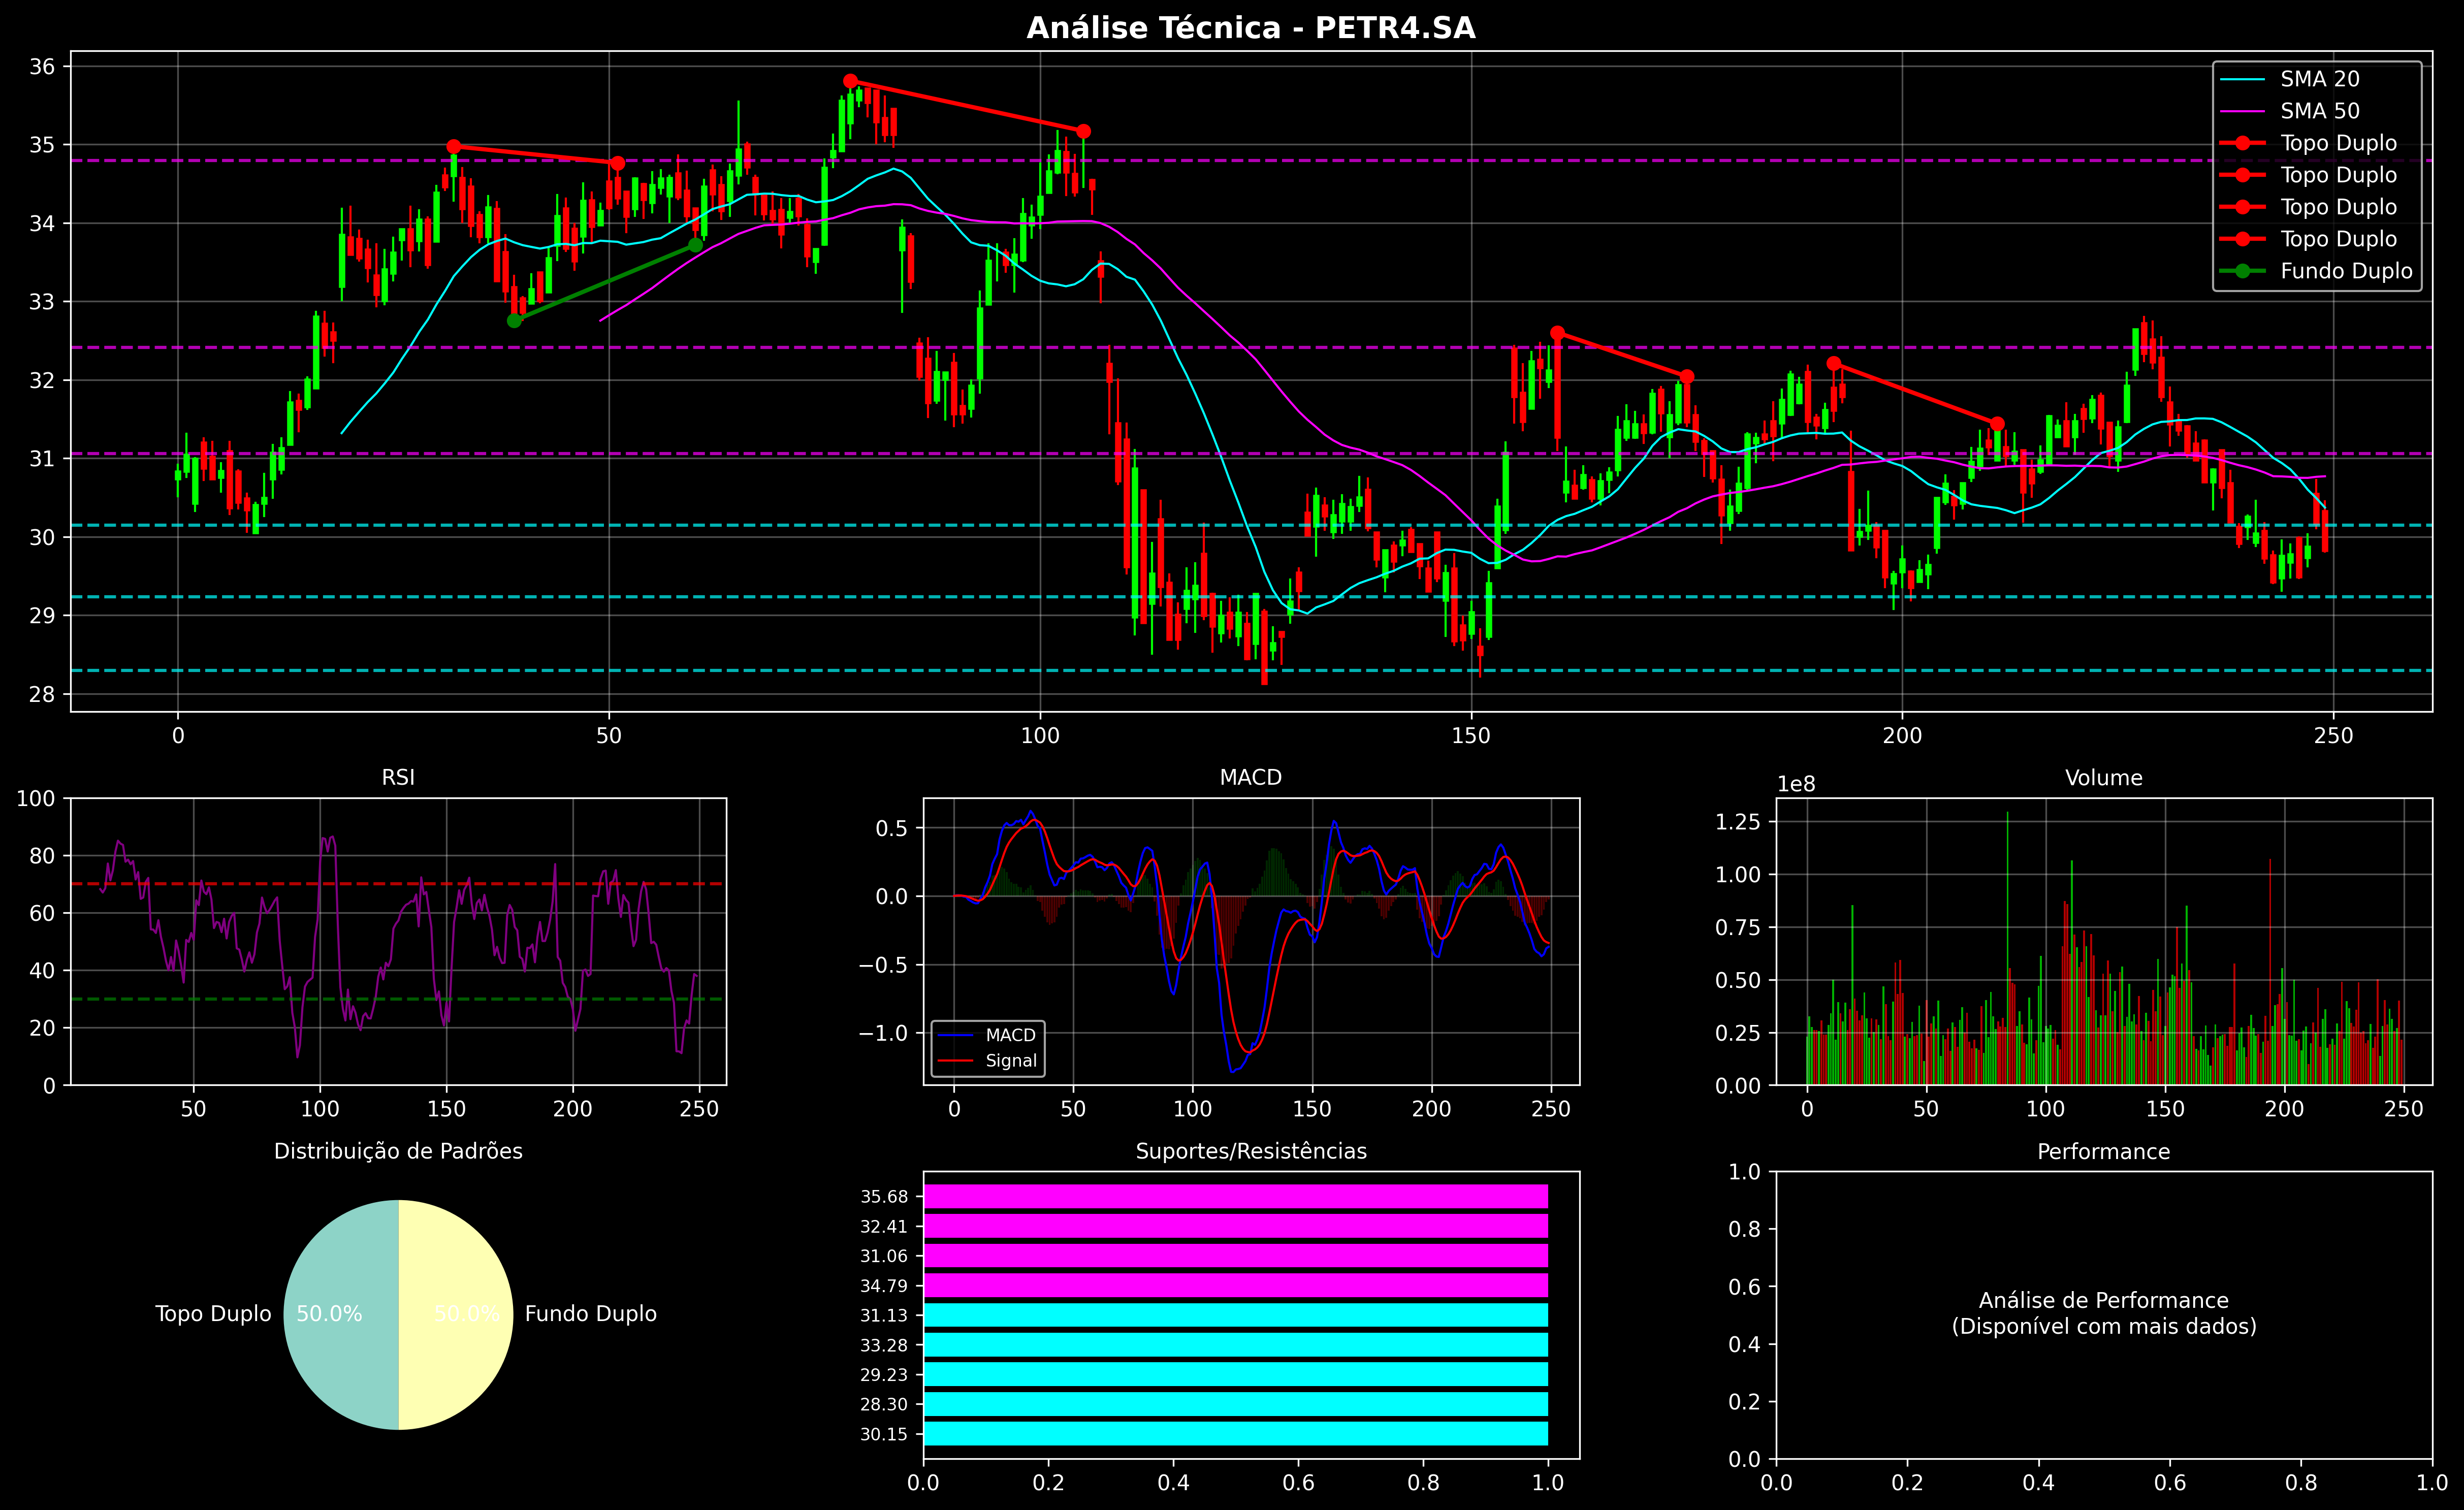 Análise Técnica - PETR4.SA
36
35
34
33
32
31
30
29
28
0 50 100 150 200 250
SMA 20
SMA 50
Topo Duplo
Topo Duplo
Topo Duplo
Topo Duplo
Fundo Duplo
RSI
100
80
60
40
20
0
50 100 150 200 250
MACD
0.5
0.0
−0.5
−1.0
MACD
Signal
0 50 100 150 200 250
Volume
1e8
1.25
1.00
0.75
0.50
0.25
0.00
0 50 100 150 200 250
Distribuição de Padrões
Topo Duplo 50.0% 50.0% Fundo Duplo
Suportes/Resistências
35.68
32.41
31.06
34.79
31.13
33.28
29.23
28.30
30.15
0.0 0.2 0.4 0.6 0.8 1.0
Performance
1.0
0.8
0.6
0.4
0.2
0.0
Análise de Performance
(Disponível com mais dados)
0.0 0.2 0.4 0.6 0.8 1.0